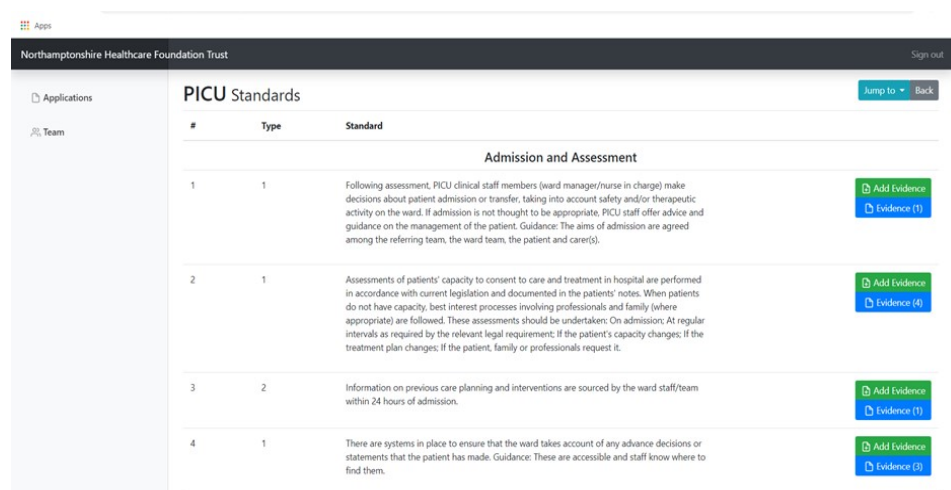 Apps
Northamptonshire Healthcare Foundation Trust
Sign out
Applications
Team
PICU Standards
Jump to
Back
# Type Standard
Admission and Assessment
1 1 Following assessment, PICU clinical staff members (ward manager/nurse in charge) make
decisions about patient admission or transfer, taking into account safety and/or therapeutic
activity on the ward. If admission is not thought to be appropriate, PICU staff offer advice and
guidance on the management of the patient. Guidance: The aims of admission are agreed
among the referring team, the ward team, the patient and carer(s).
Add Evidence
Evidence (1)
2 1 Assessments of patients' capacity to consent to care and treatment in hospital are performed
in accordance with current legislation and documented in the patients' notes. When patients
do not have capacity, best interest processes involving professionals and family (where
appropriate) are followed. These assessments should be undertaken: On admission; At regular
intervals as required by the relevant legal requirement; If the patient's capacity changes; If the
treatment plan changes; If the patient, family or professionals request it.
Add Evidence
Evidence (4)
3 2 Information on previous care planning and interventions are sourced by the ward staff/team
within 24 hours of admission.
Add Evidence
Evidence (1)
4 1 There are systems in place to ensure that the ward takes account of any advance decisions or
statements that the patient has made. Guidance: These are accessible and staff know where to
find them.
Add Evidence
Evidence (3)